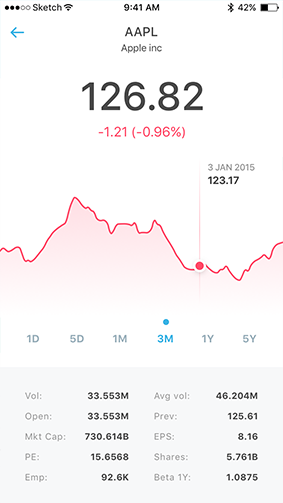 Sketch 9:41 AM 42%
AAPL
Apple inc
126.82
-1.21 (-0.96%)
3 JAN 2015
123.17
1D 5D 1M 3M 1Y 5Y
Vol: 33.553M Avg vol: 46.204M
Open: 33.553M Prev: 125.61
Mkt Cap: 730.614B EPS: 8.16
PE: 15.6568 Shares: 5.761B
Emp: 92.6K Beta 1Y: 1.0875